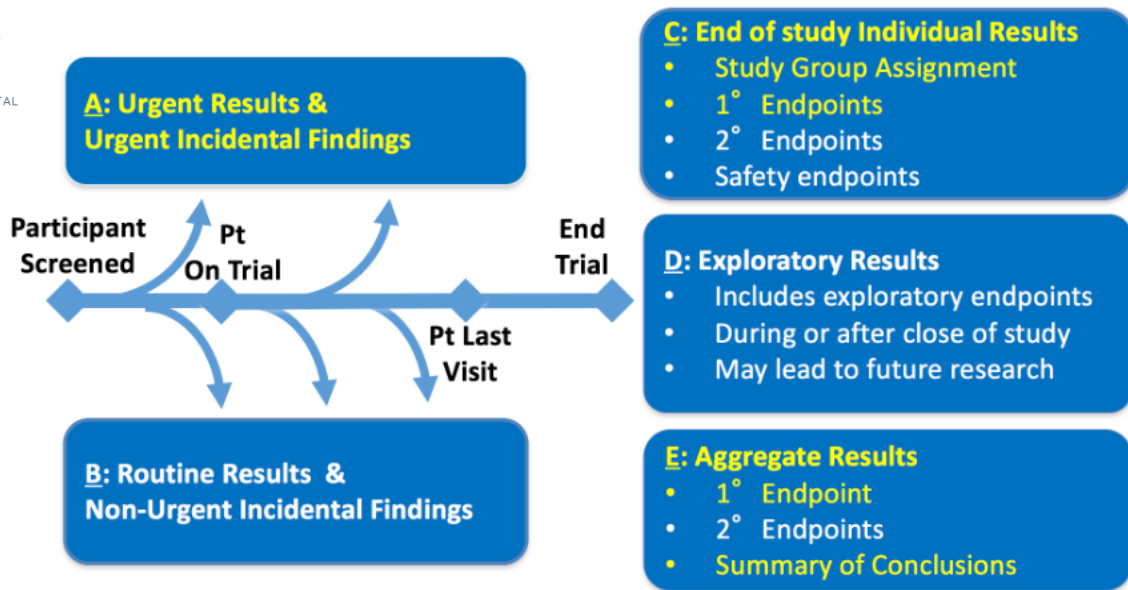 TAL
A: Urgent Results &
Urgent Incidental Findings
Participant
Screened
Pt
On Trial
End
Trial
Pt Last
Visit
B: Routine Results &
Non-Urgent Incidental Findings
C: End of study Individual Results
• Study Group Assignment
• 1° Endpoints
• 2° Endpoints
• Safety endpoints
D: Exploratory Results
• Includes exploratory endpoints
• During or after close of study
• May lead to future research
E: Aggregate Results
• 1° Endpoint
• 2° Endpoints
• Summary of Conclusions